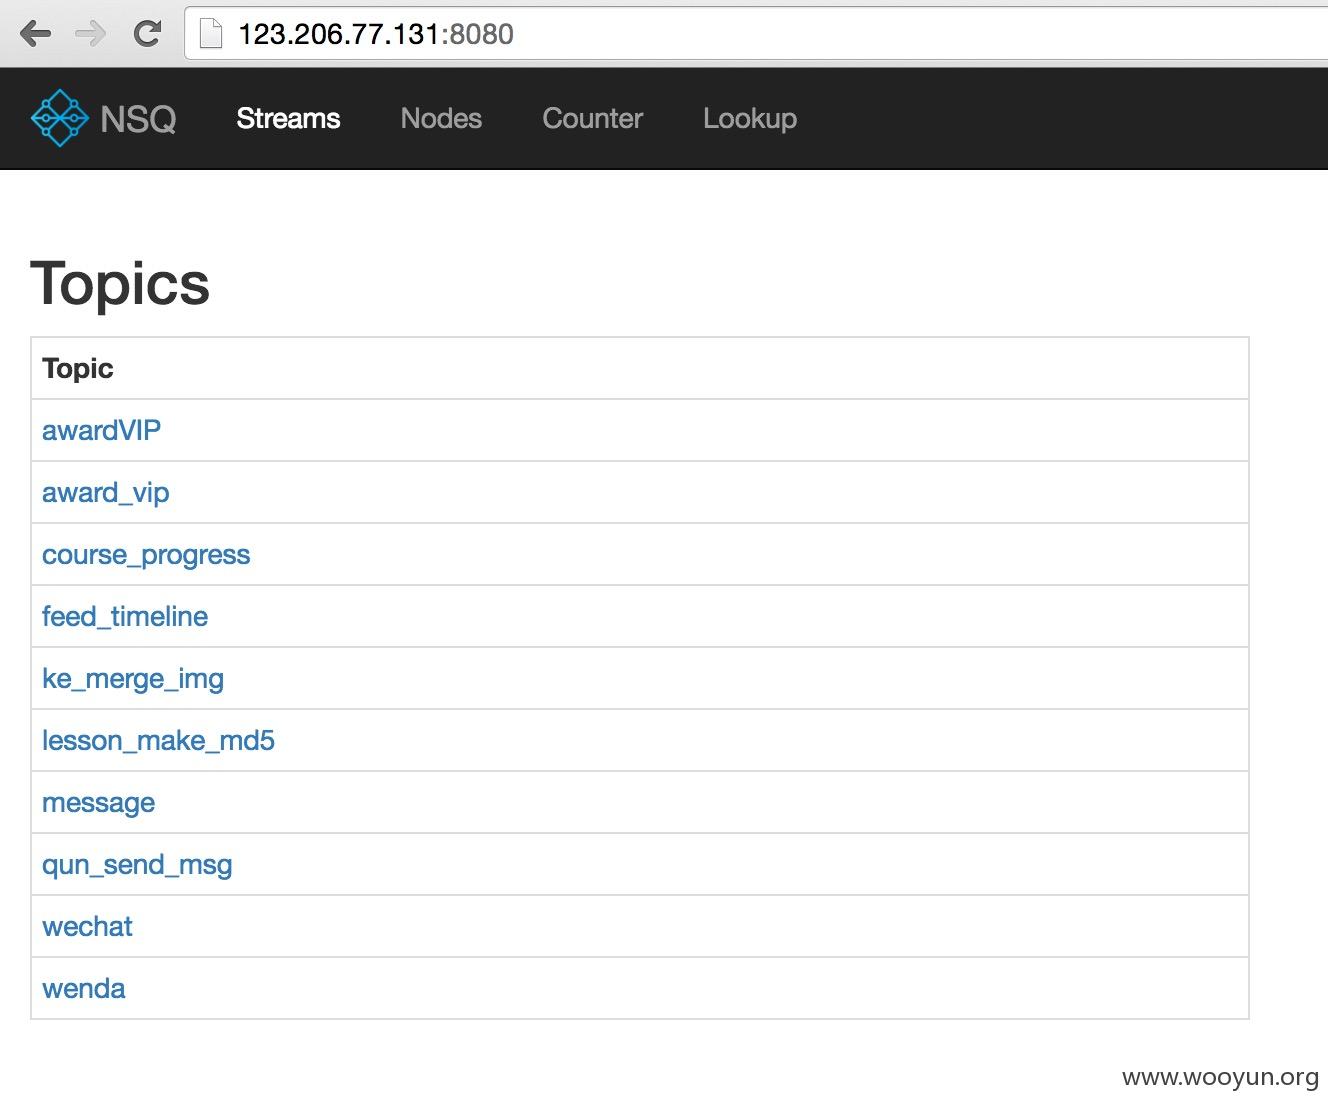 123.206.77.131:8080
NSQ Streams Nodes Counter Lookup
Topics
Topic
awardVIP
award_vip
course_progress
feed_timeline
ke_merge_img
lesson_make_md5
message
qun_send_msg
wechat
wenda
www.wooyun.org